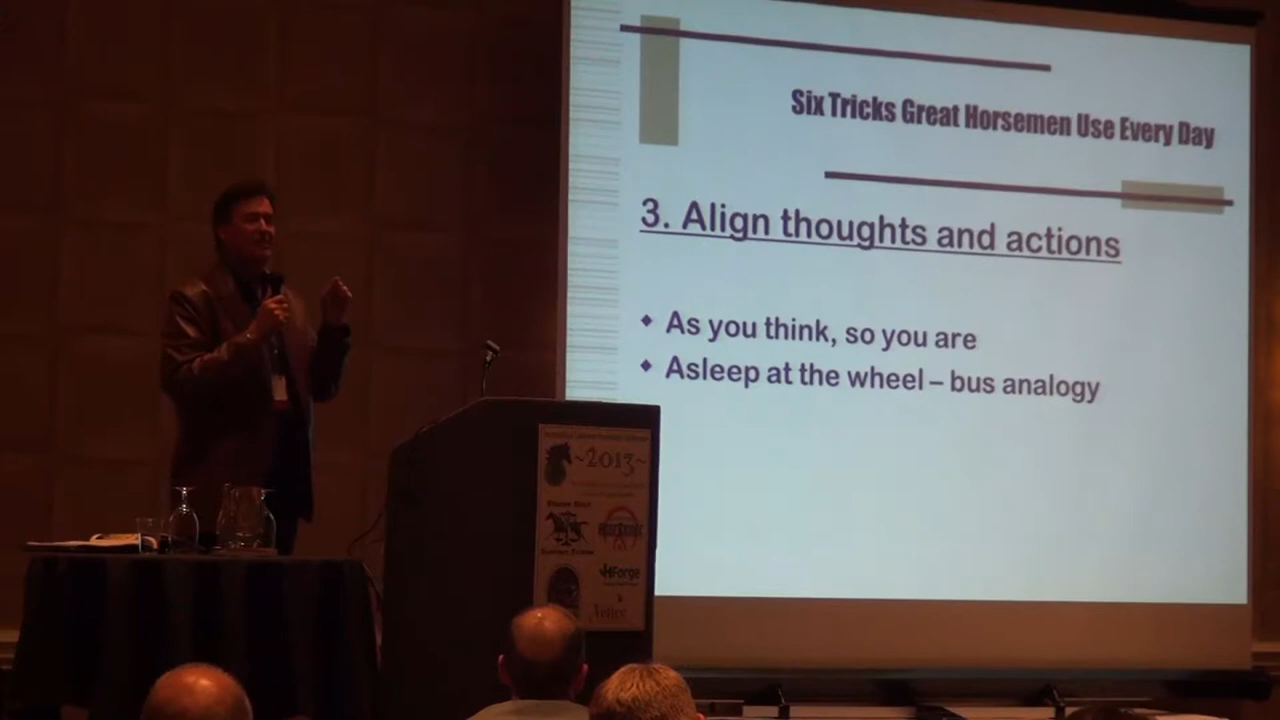 Six Tricks Great Horsemen Use Every Day
3. Align thoughts and actions
As you think, so you are
Asleep at the wheel – bus analogy
~2013~
Forge